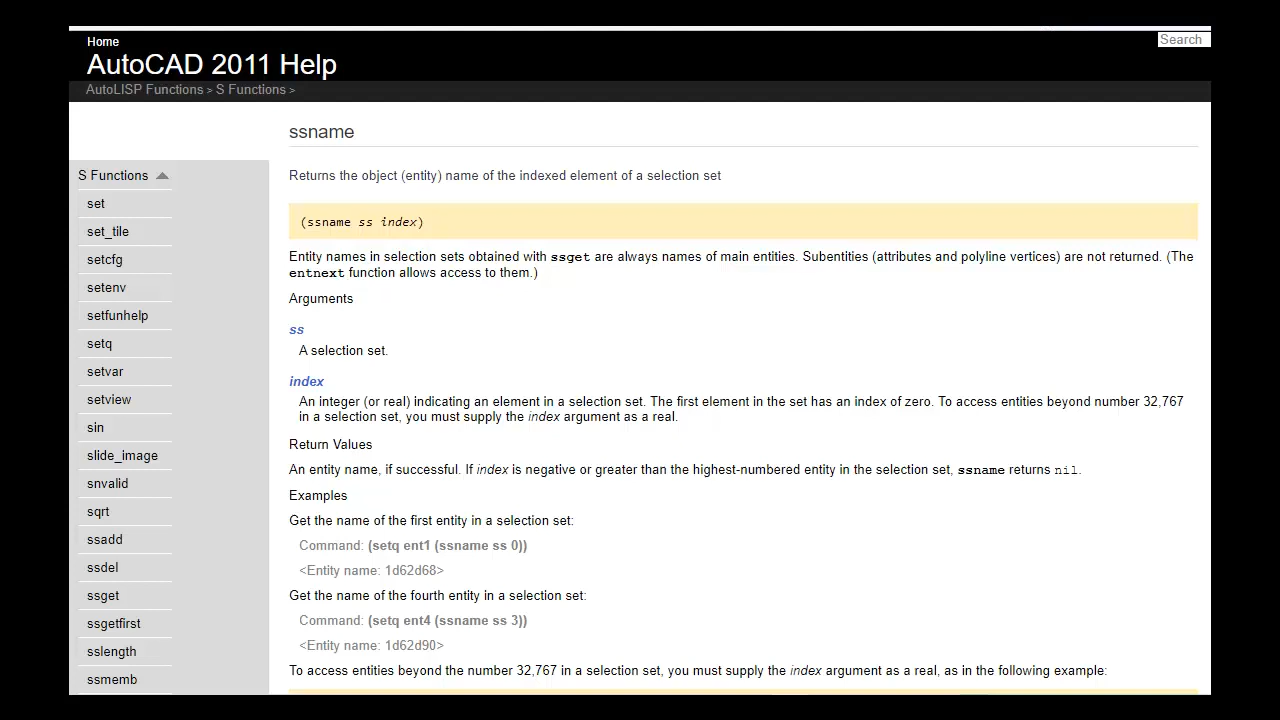 Home
Search
AutoCAD 2011 Help
AutoLISP Functions > S Functions >
ssname
Returns the object (entity) name of the indexed element of a selection set
(ssname ss index)
Entity names in selection sets obtained with ssget are always names of main entities. Subentities (attributes and polyline vertices) are not returned. (The
entnext function allows access to them.)
Arguments
ss
A selection set.
index
An integer (or real) indicating an element in a selection set. The first element in the set has an index of zero. To access entities beyond number 32,767
in a selection set, you must supply the index argument as a real.
Return Values
An entity name, if successful. If index is negative or greater than the highest-numbered entity in the selection set, ssname returns nil.
Examples
Get the name of the first entity in a selection set:
Command: (setq ent1 (ssname ss 0))
<Entity name: 1d62d68>
Get the name of the fourth entity in a selection set:
Command: (setq ent4 (ssname ss 3))
<Entity name: 1d62d90>
To access entities beyond the number 32,767 in a selection set, you must supply the index argument as a real, as in the following example:
S Functions
set
set_tile
setcfg
setenv
setfunhelp
setq
setvar
setview
sin
slide_image
snvalid
sqrt
ssadd
ssdel
ssget
ssgetfirst
sslength
ssmemb